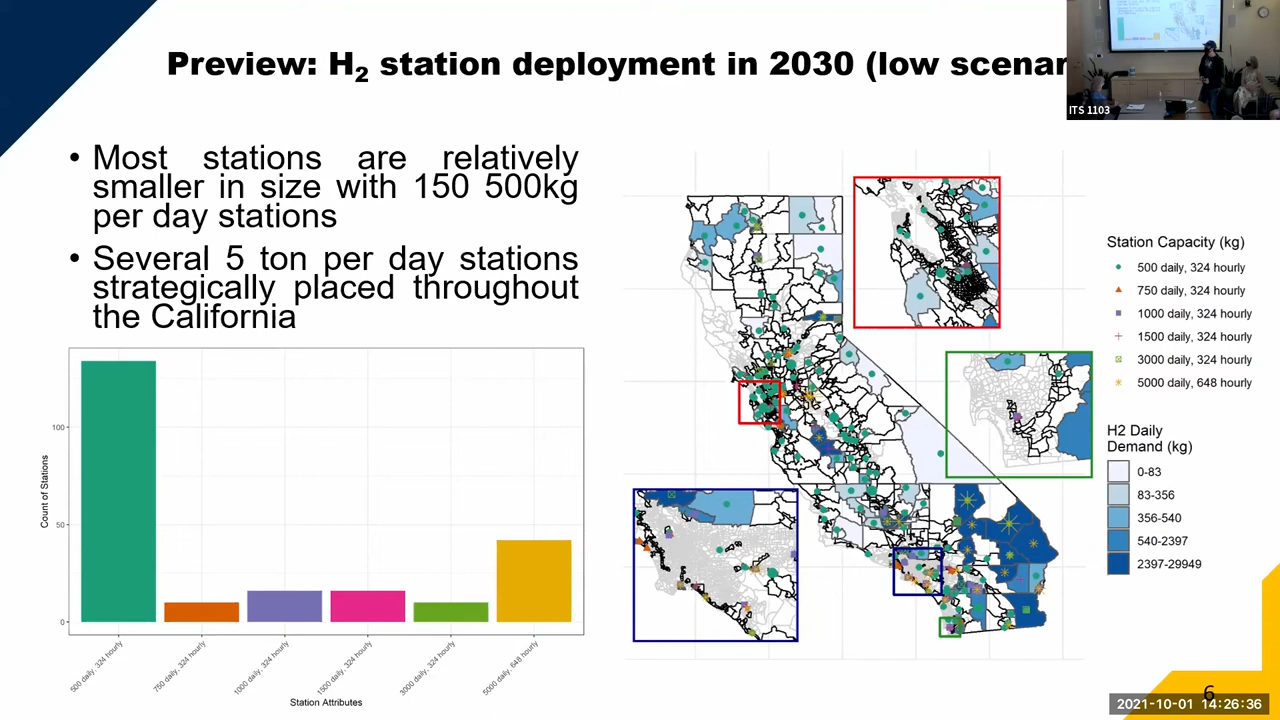 Preview: H2 station deployment in 2030 (low scenar
ITS 1103
• Most stations are relatively
smaller in size with 150 500kg
per day stations
• Several 5 ton per day stations
strategically placed throughout
the California
Count of Stations
100
50
0
500 daily, 324 hourly
750 daily, 324 hourly
1000 daily, 324 hourly
1500 daily, 324 hourly
3000 daily, 324 hourly
5000 daily, 648 hourly
Station Attributes
Station Capacity (kg)
500 daily, 324 hourly
750 daily, 324 hourly
1000 daily, 324 hourly
1500 daily, 324 hourly
3000 daily, 324 hourly
5000 daily, 648 hourly
H2 Daily
Demand (kg)
0-83
83-356
356-540
540-2397
2397-29949
6
2021-10-01 14:26:36